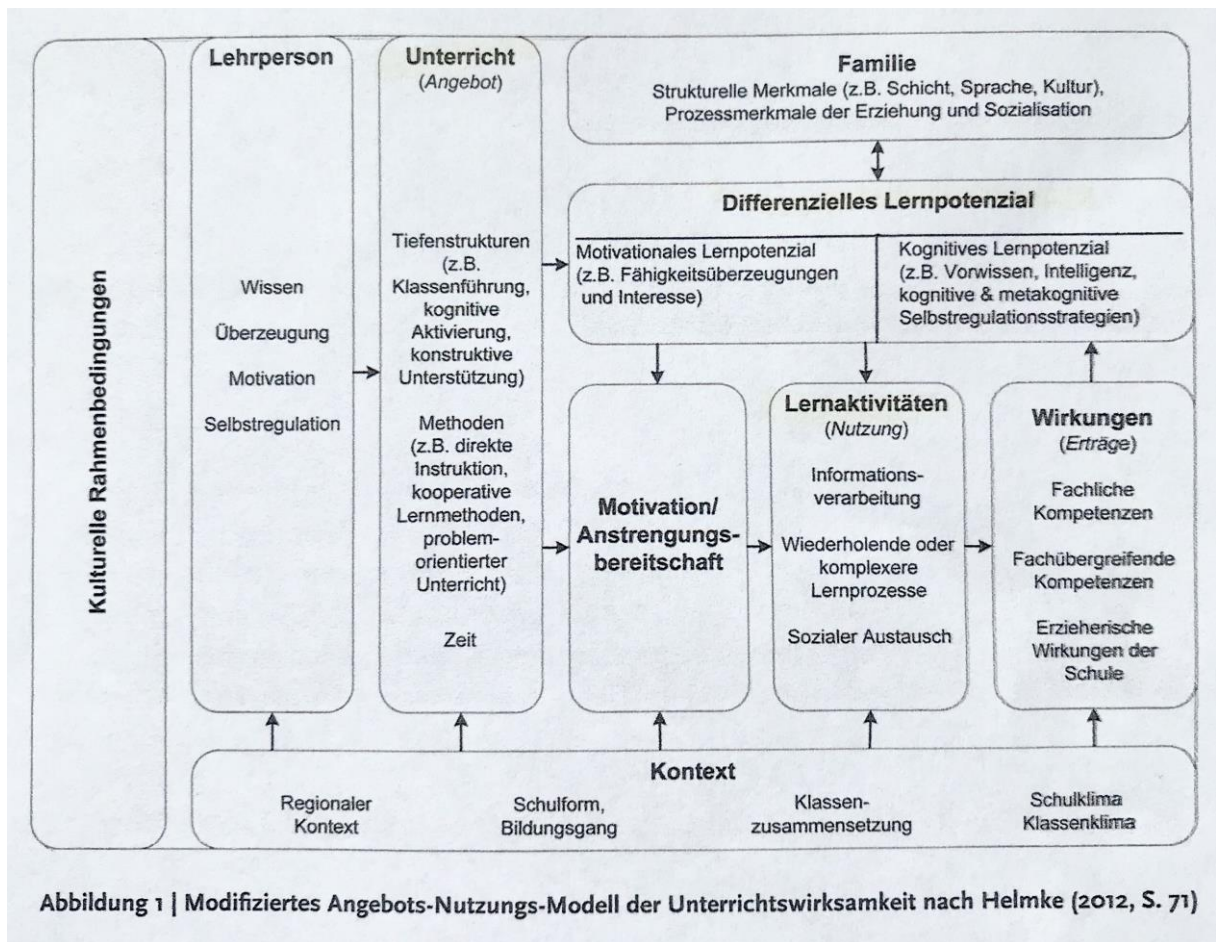 Kulturelle Rahmenbedingungen
Lehrperson
Wissen
Überzeugung
Motivation
Selbstregulation
Unterricht
(Angebot)
Tiefenstrukturen
(z.B.
Klassenführung,
kognitive
Aktivierung,
konstruktive
Unterstützung)
Methoden
(z.B. direkte
Instruktion,
kooperative
Lernmethoden,
problem-
orientierter
Unterricht)
Zeit
Familie
Strukturelle Merkmale (z.B. Schicht, Sprache, Kultur),
Prozessmerkmale der Erziehung und Sozialisation
Differenzielles Lernpotenzial
Motivationales Lernpotenzial
(z.B. Fähigkeitsüberzeugungen
und Interesse)
Kognitives Lernpotenzial
(z.B. Vorwissen, Intelligenz,
kognitive & metakognitive
Selbstregulationsstrategien)
Motivation/
Anstrengungs-
bereitschaft
Lernaktivitäten
(Nutzung)
Informations-
verarbeitung
Wiederholende oder
komplexere
Lernprozesse
Sozialer Austausch
Wirkungen
(Erträge)
Fachliche
Kompetenzen
Fachübergreifende
Kompetenzen
Erzieherische
Wirkungen der
Schule
Kontext
Regionaler
Kontext
Schulform,
Bildungsgang
Klassen-
zusammensetzung
Schulklima
Klassenklima
Abbildung 1 | Modifiziertes Angebots-Nutzungs-Modell der Unterrichtswirksamkeit nach Helmke (2012, S. 71)